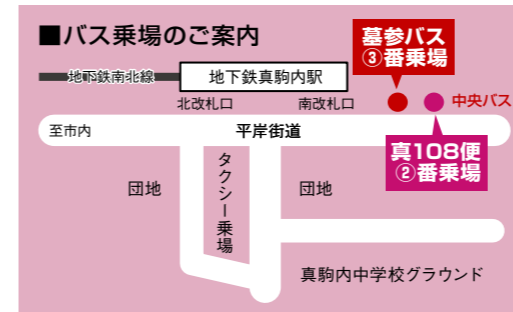 ■バス乗場のご案内
墓参バス
③番乗場
地下鉄南北線
地下鉄真駒内駅
北改札口
南改札口
中央バス
至市内
平岸街道
真108便
②番乗場
団地
タクシー乗場
団地
真駒内中学校グラウンド